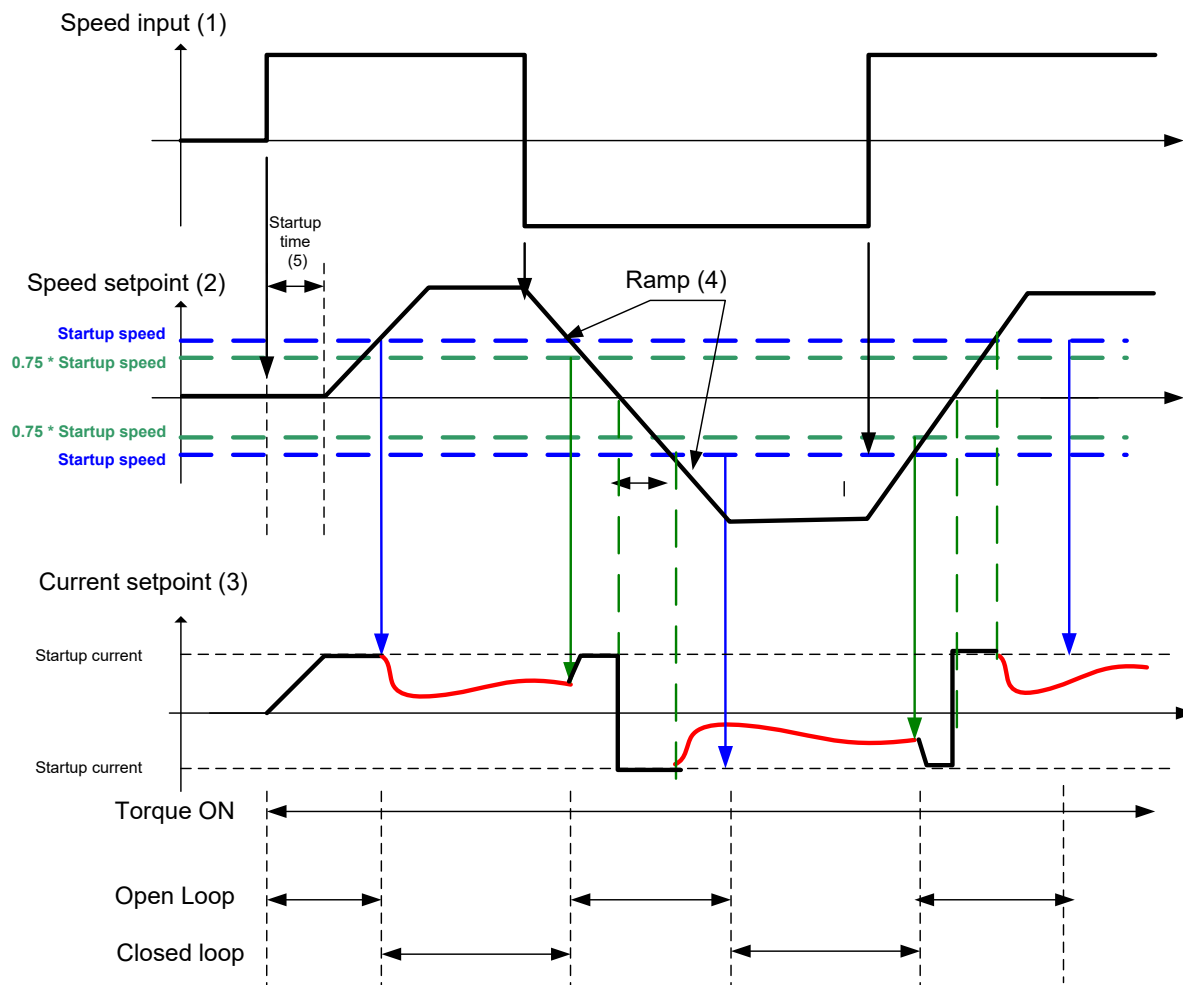 Speed input (1)
Startup
time
(5)
Speed setpoint (2)
Ramp (4)
Startup speed
0.75 * Startup speed
0.75 * Startup speed
Startup speed
Current setpoint (3)
Startup current
Startup current
Torque ON
Open Loop
Closed loop